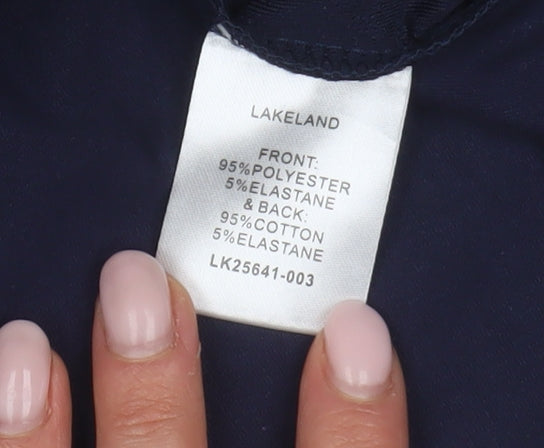 LAKELAND
FRONT:
95%POLYESTER
5%ELASTANE
& BACK:
95%COTTON
5%ELASTANE
LK25641-003